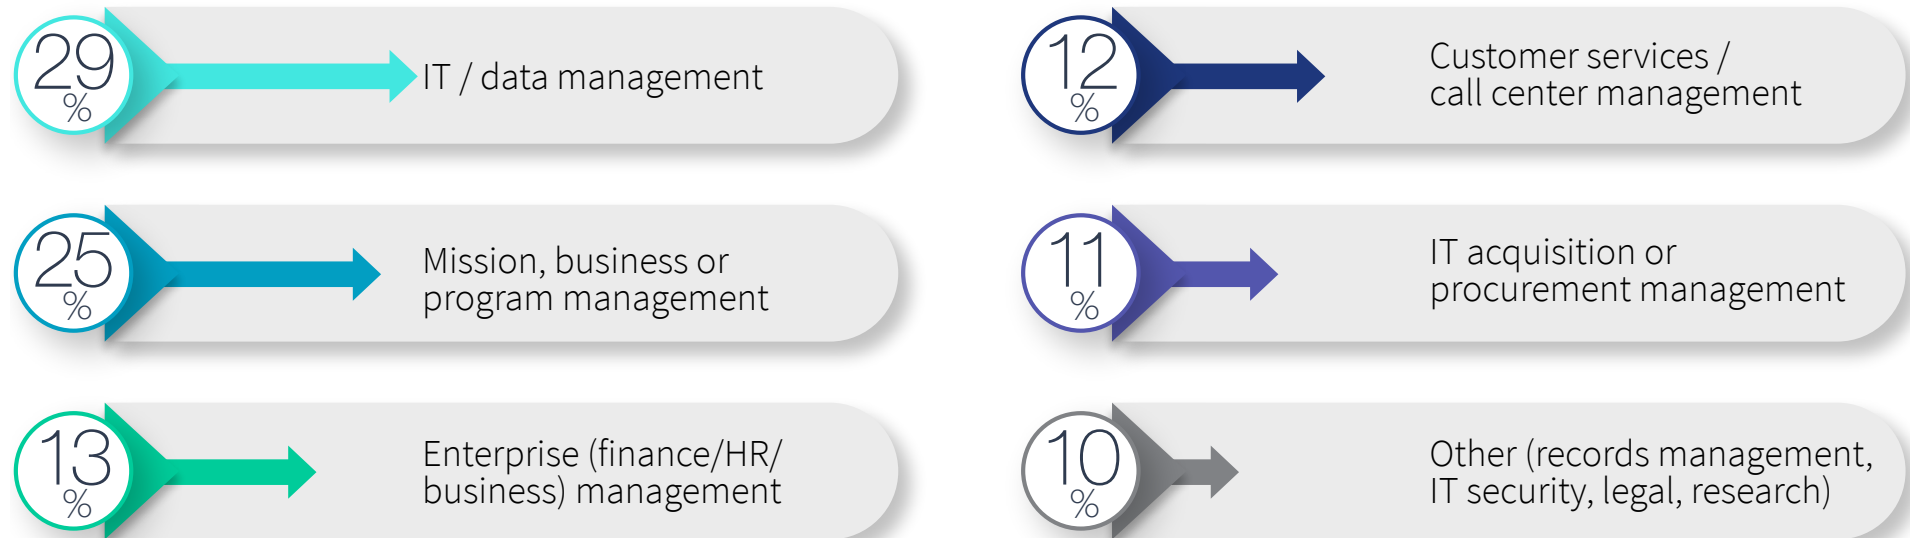 29
%
IT / data management
25
%
Mission, business or
program management
13
%
Enterprise (finance/HR/
business) management
12
%
Customer services /
call center management
11
%
IT acquisition or
procurement management
10
%
Other (records management,
IT security, legal, research)